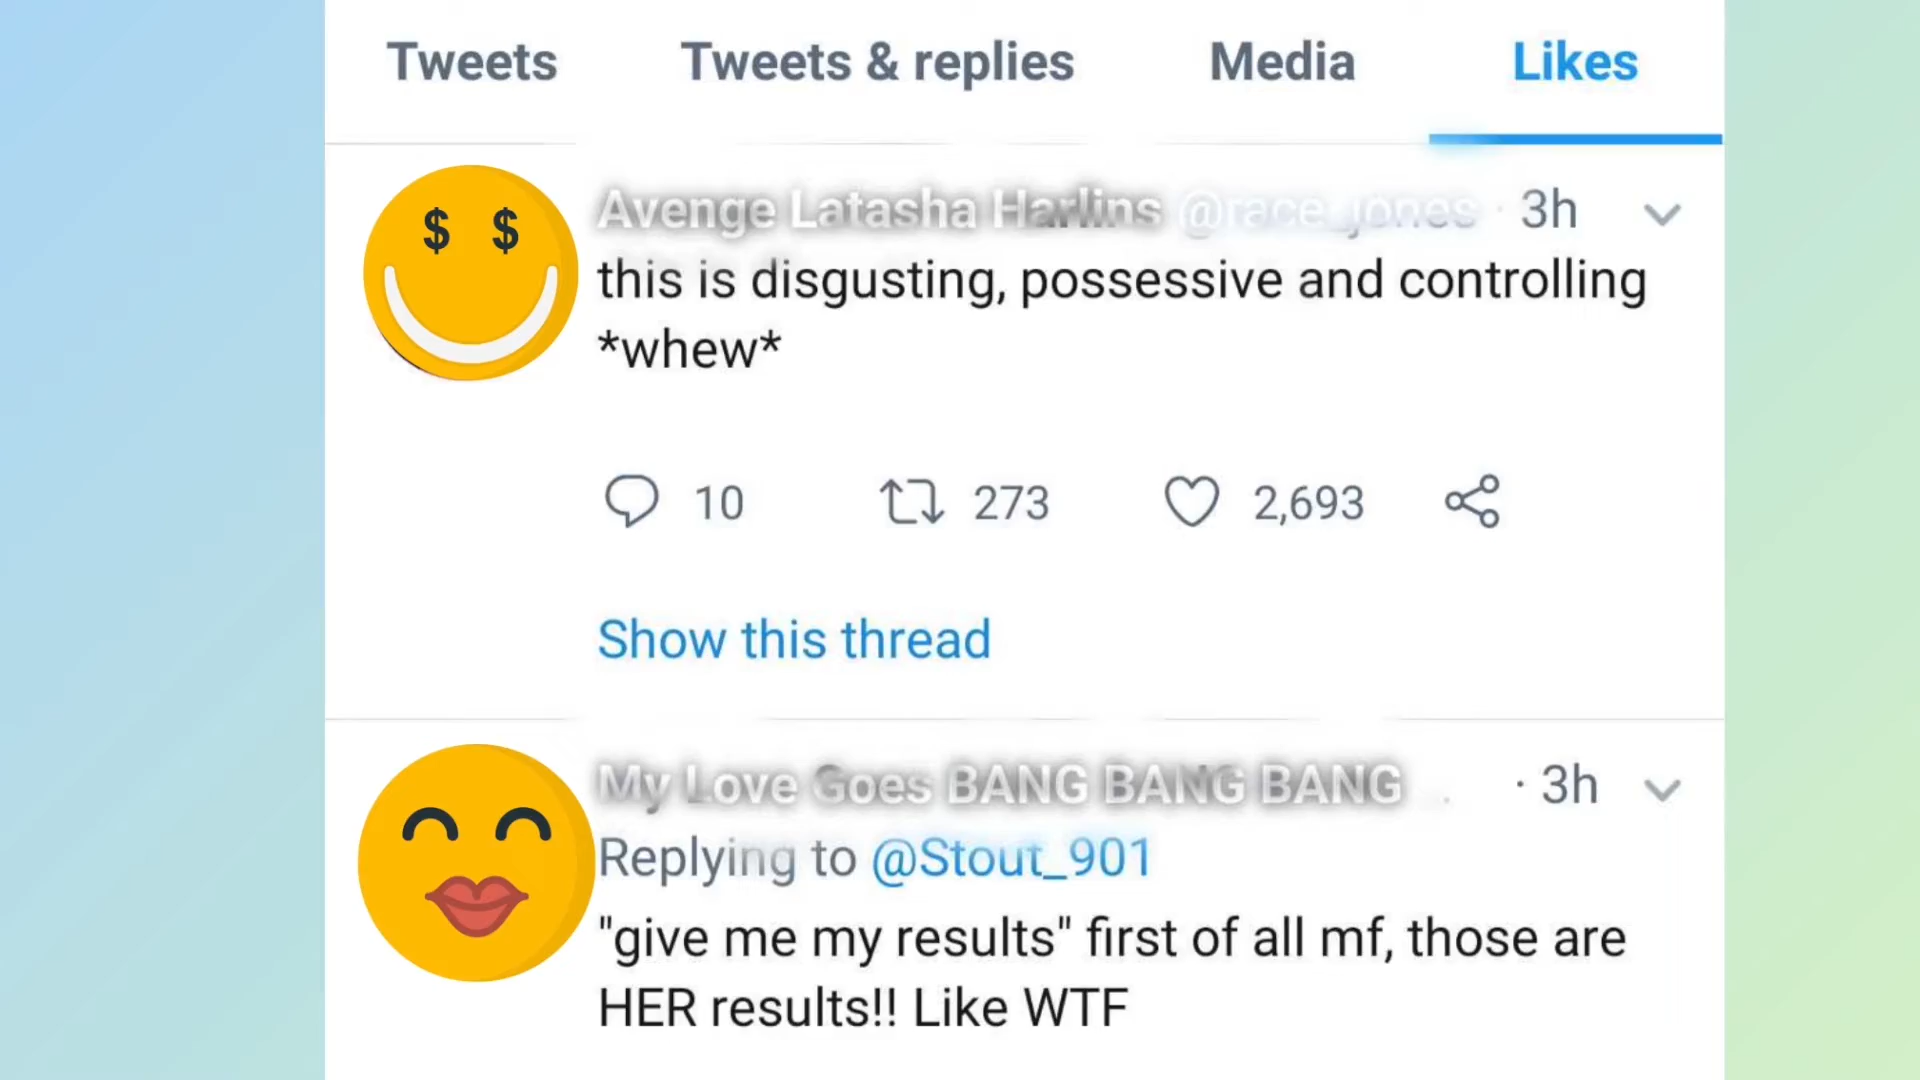 Tweets Tweets & replies Media Likes
Avenge Latasha Harlins @race_jones · 3h
this is disgusting, possessive and controlling
*whew*
10 273 2,693
Show this thread
My Love Goes BANG BANG BANG · 3h
Replying to @Stout_901
"give me my results" first of all mf, those are
HER results!! Like WTF